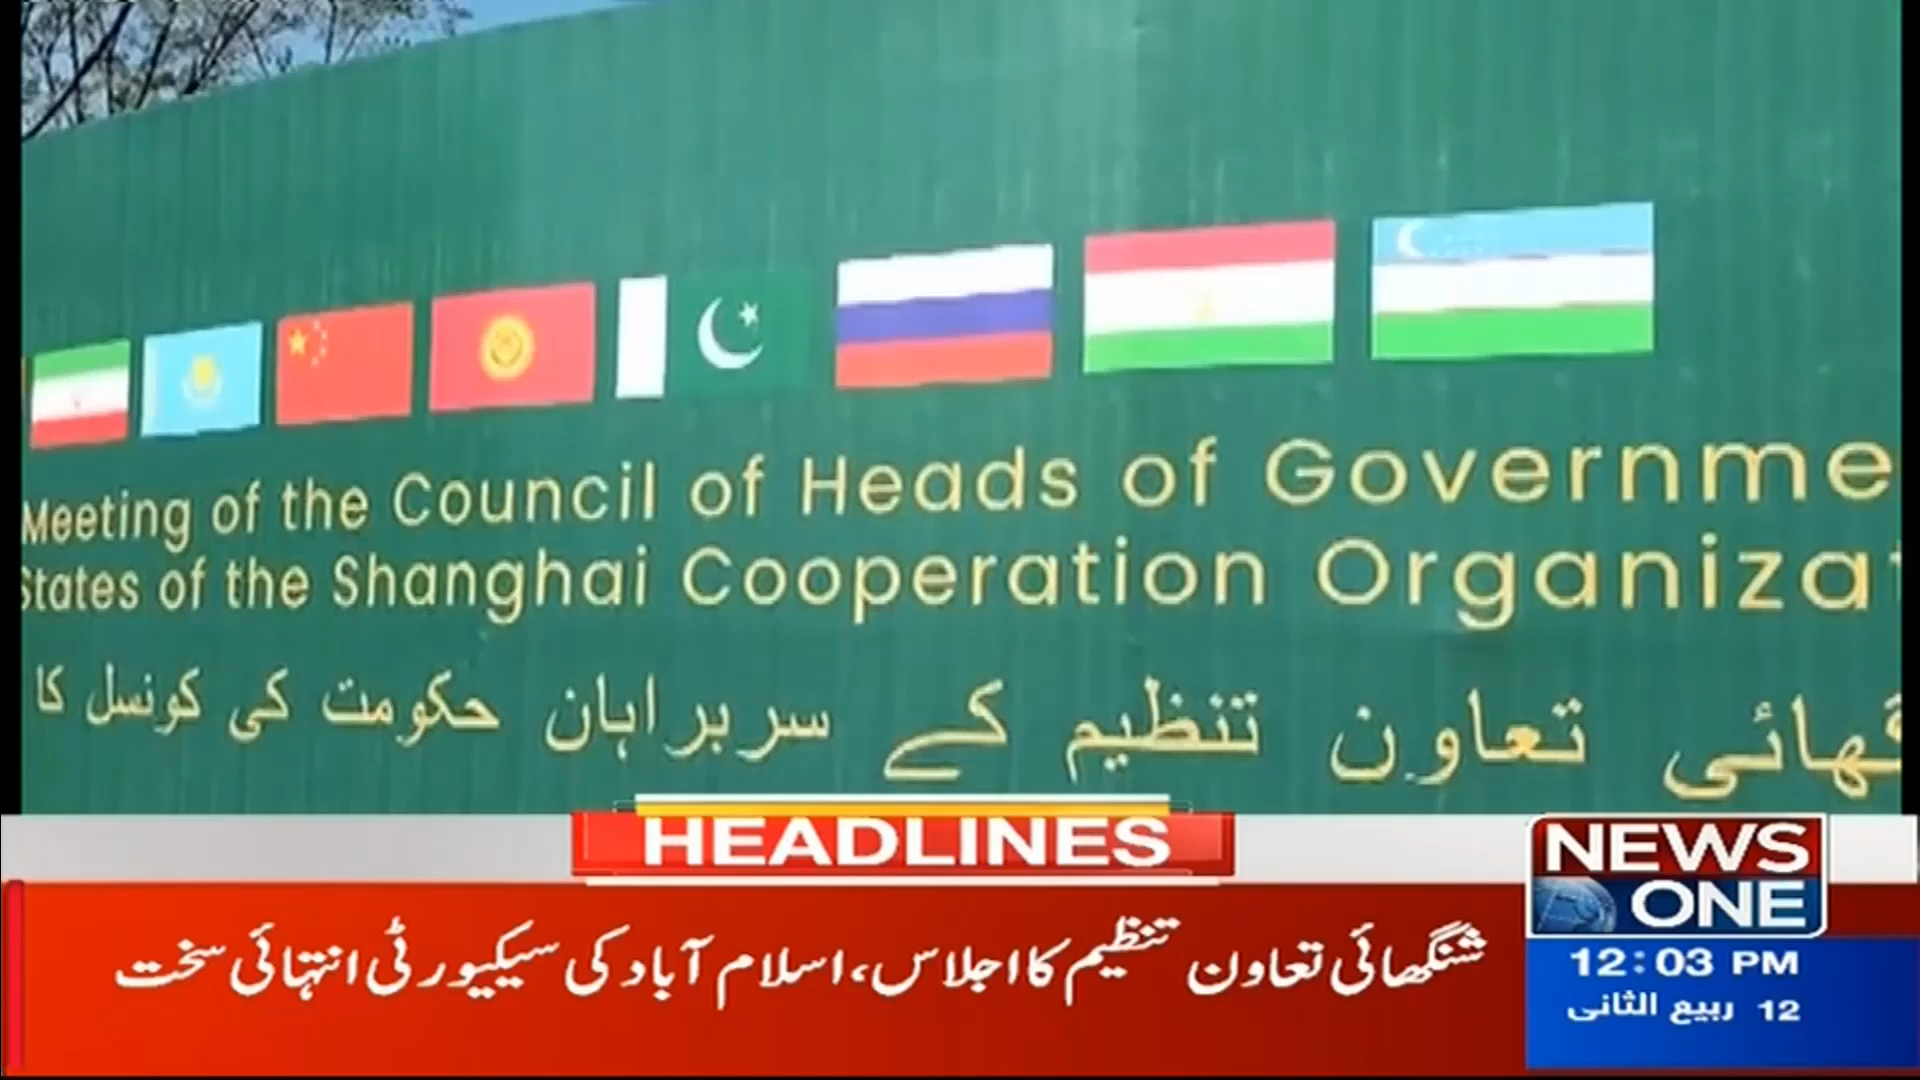 Meeting of the Council of Heads of Governme
States of the Shanghai Cooperation Organizat
گھائی تعاون تنظیم کے سربراہان حکومت کی کونسل کا
HEADLINES
شنگھائی تعاون تنظیم کا اجلاس، اسلام آباد کی سیکیورٹی انتہائی سخت
NEWS
ONE
12:03 PM
12 ربیع الثانی